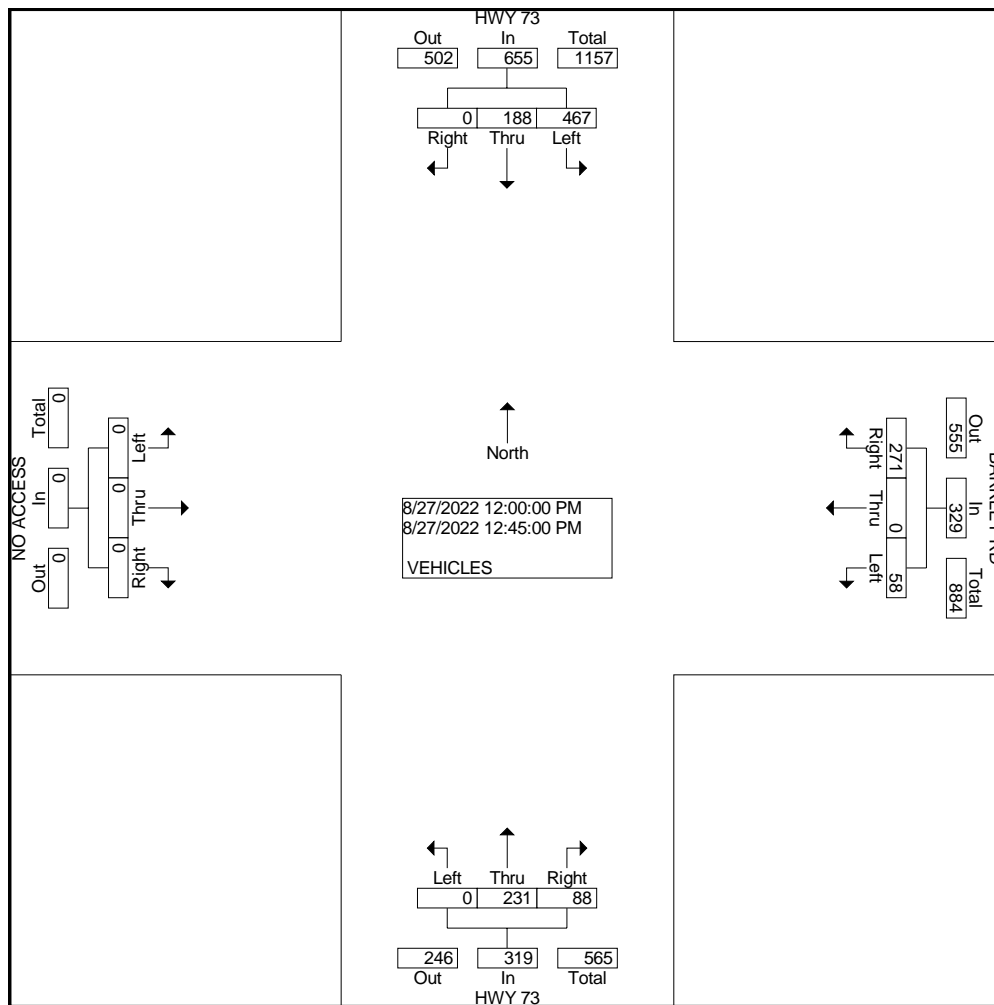 HWY 73
Out In Total
502 655 1157
0 188 467
Right Thru Left
NO ACCESS
Total In Out
0 0 0
0 0 0
Left Thru Right
North
8/27/2022 12:00:00 PM
8/27/2022 12:45:00 PM
VEHICLES
Right Thru Left
271 0 58
Out In Total
555 329 884
Left Thru Right
0 231 88
246 319 565
Out In Total
HWY 73